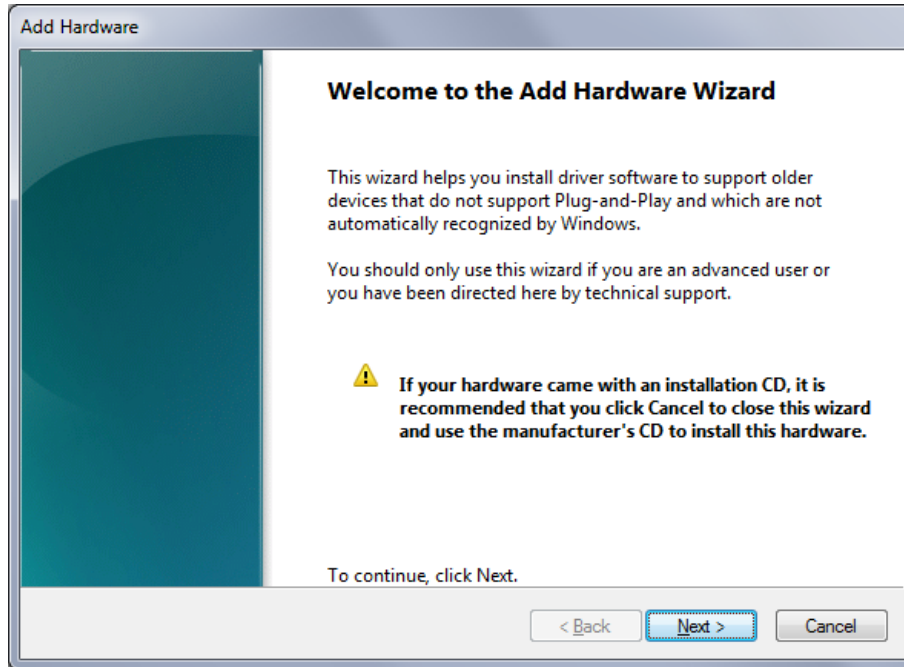 Add Hardware
Welcome to the Add Hardware Wizard
This wizard helps you install driver software to support older
devices that do not support Plug-and-Play and which are not
automatically recognized by Windows.
You should only use this wizard if you are an advanced user or
you have been directed here by technical support.
If your hardware came with an installation CD, it is
recommended that you click Cancel to close this wizard
and use the manufacturer's CD to install this hardware.
To continue, click Next.
< Back Next > Cancel